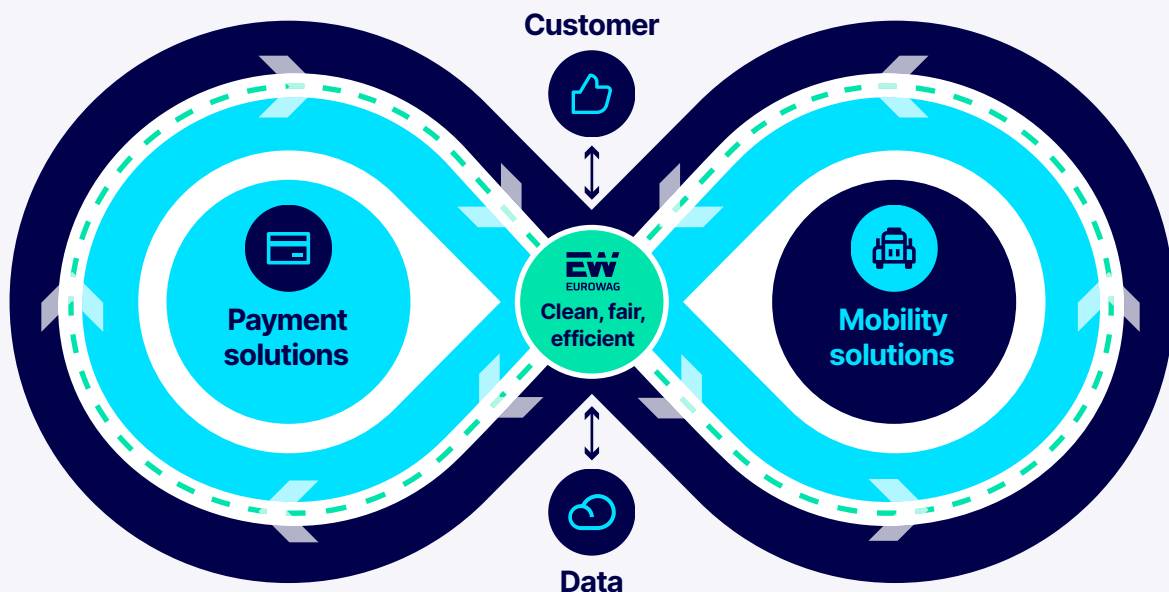 Customer
EW
EUROWAG
Clean, fair,
efficient
Payment
solutions
Mobility
solutions
Data